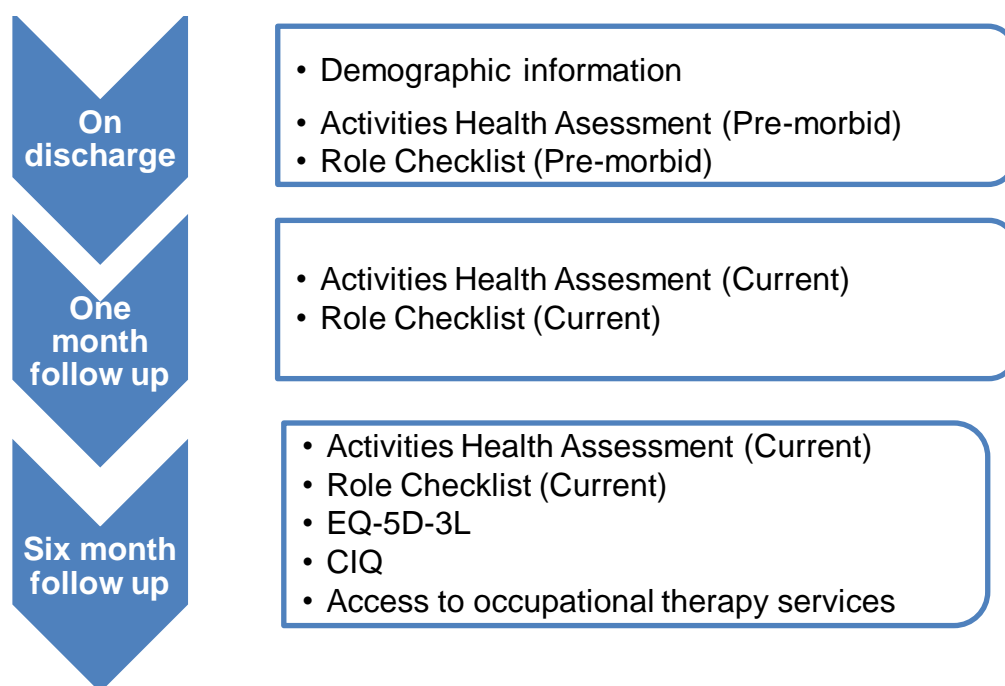 On
discharge
• Demographic information
• Activities Health Asessment (Pre-morbid)
• Role Checklist (Pre-morbid)
One
month
follow up
• Activities Health Assesment (Current)
• Role Checklist (Current)
Six month
follow up
• Activities Health Assessment (Current)
• Role Checklist (Current)
• EQ-5D-3L
• CIQ
• Access to occupational therapy services